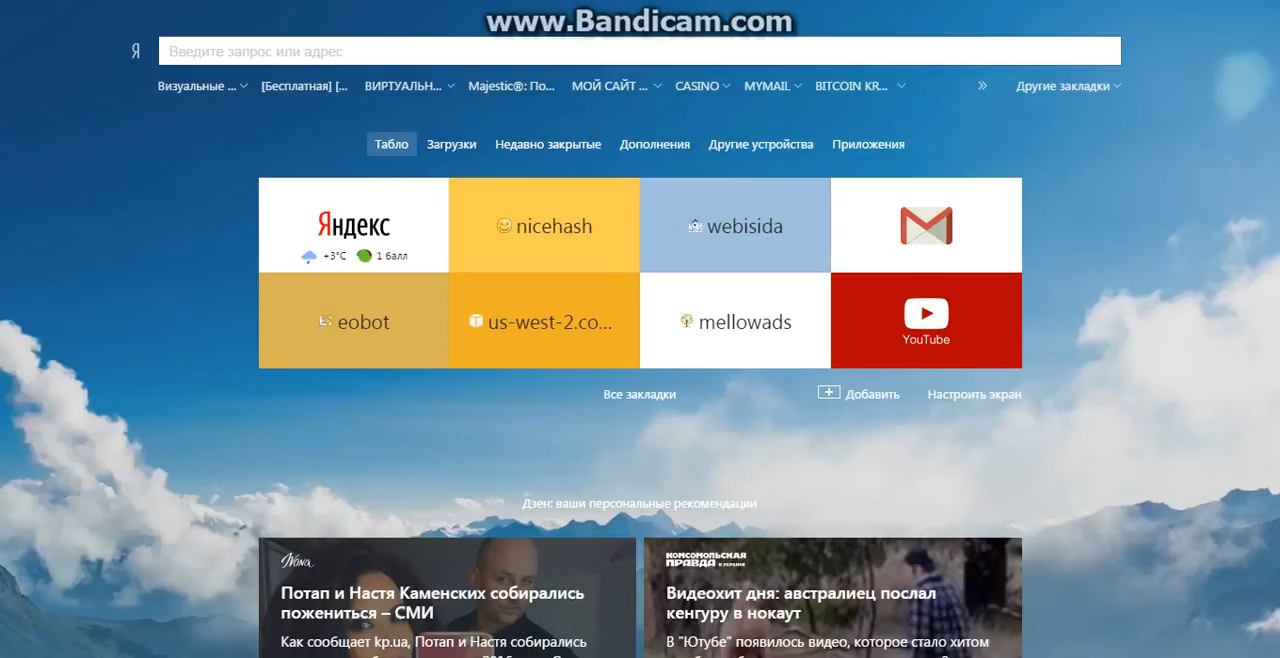 www.Bandicam.com
Я Введите запрос или адрес
Визуальные ... [Бесплатная] [... ВИРТУАЛЬН... Majestic®: По... МОЙ САЙТ ... CASINO MYMAIL BITCOIN KR... » Другие закладки
Табло Загрузки Недавно закрытые Дополнения Другие устройства Приложения
Яндекс nicehash webisida
+3°C 1 балл
eobot us-west-2.co... mellowads YouTube
Все закладки Добавить Настроить экран
Дзен: ваши персональные рекомендации
Ivona
Потап и Настя Каменских собирались
пожениться – СМИ
Как сообщает kp.ua, Потап и Настя собирались
КОМСОМОЛЬСКАЯ
ПРАВДА В УКРАИНЕ
Видеохит дня: австралиец послал
кенгуру в нокаут
В "Ютубе" появилось видео, которое стало хитом